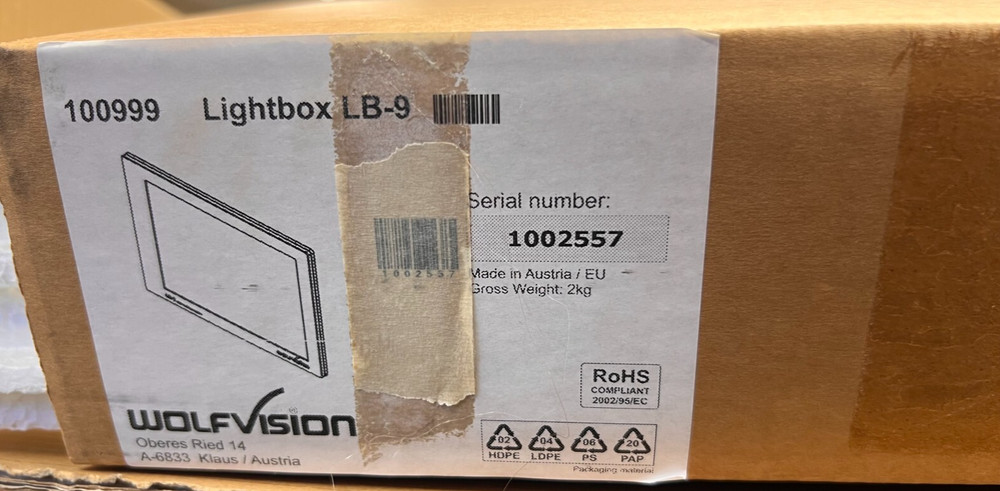 100999 Lightbox LB-9
Serial number:
1002557
1002557
Made in Austria / EU
Gross Weight: 2kg
RoHS
COMPLIANT
2002/95/EC
WOLFVISION
Oberes Ried 14
A-6833 Klaus / Austria
02 04 06 20
HDPE LDPE PS PAP
Packaging material